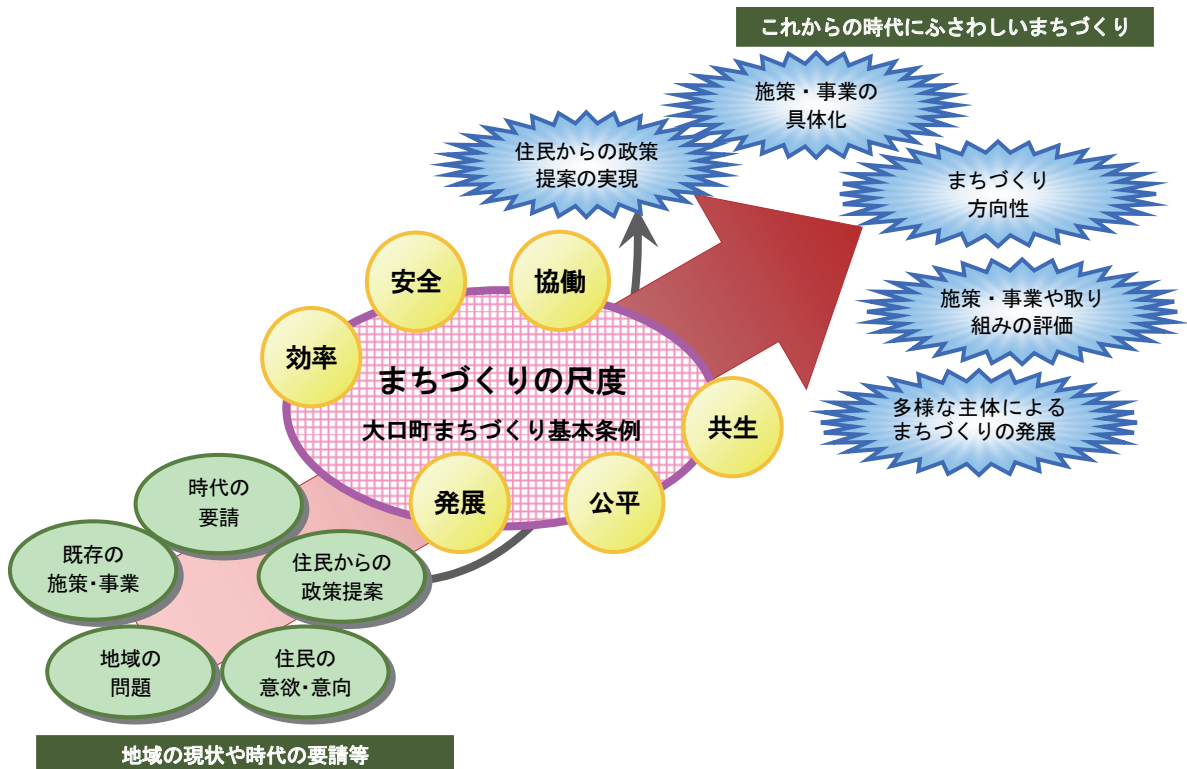 これからの時代にふさわしいまちづくり
施策・事業の
具体化
住民からの政策
提案の実現
まちづくり
方向性
施策・事業や取り
組みの評価
多様な主体による
まちづくりの発展
安全
協働
効率
まちづくりの尺度
大口町まちづくり基本条例
共生
発展
公平
時代の
要請
既存の
施策・事業
住民からの
政策提案
地域の
問題
住民の
意欲・意向
地域の現状や時代の要請等